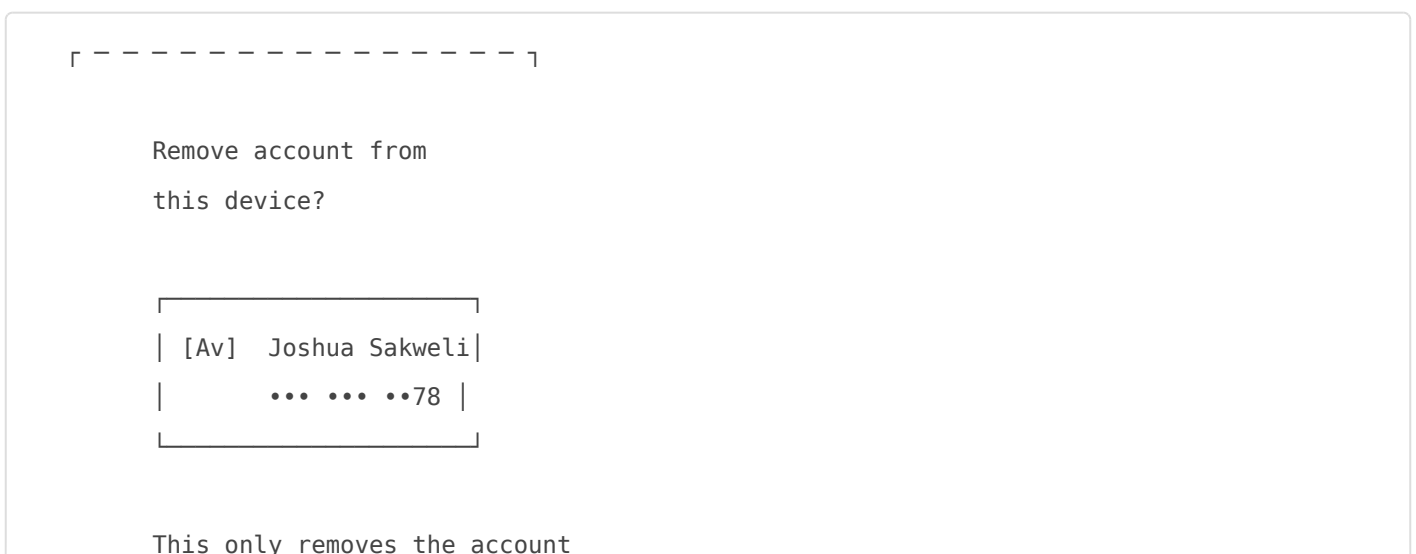 ┌ ─ ─ ─ ─ ─ ─ ─ ─ ─ ─ ─ ─ ─ ─ ─ ┐
Remove account from
this device?
┌─────────────────────┐
│ [Av]  Joshua Sakweli│
│       ••• ••• ••78 │
└─────────────────────┘
This only removes the account